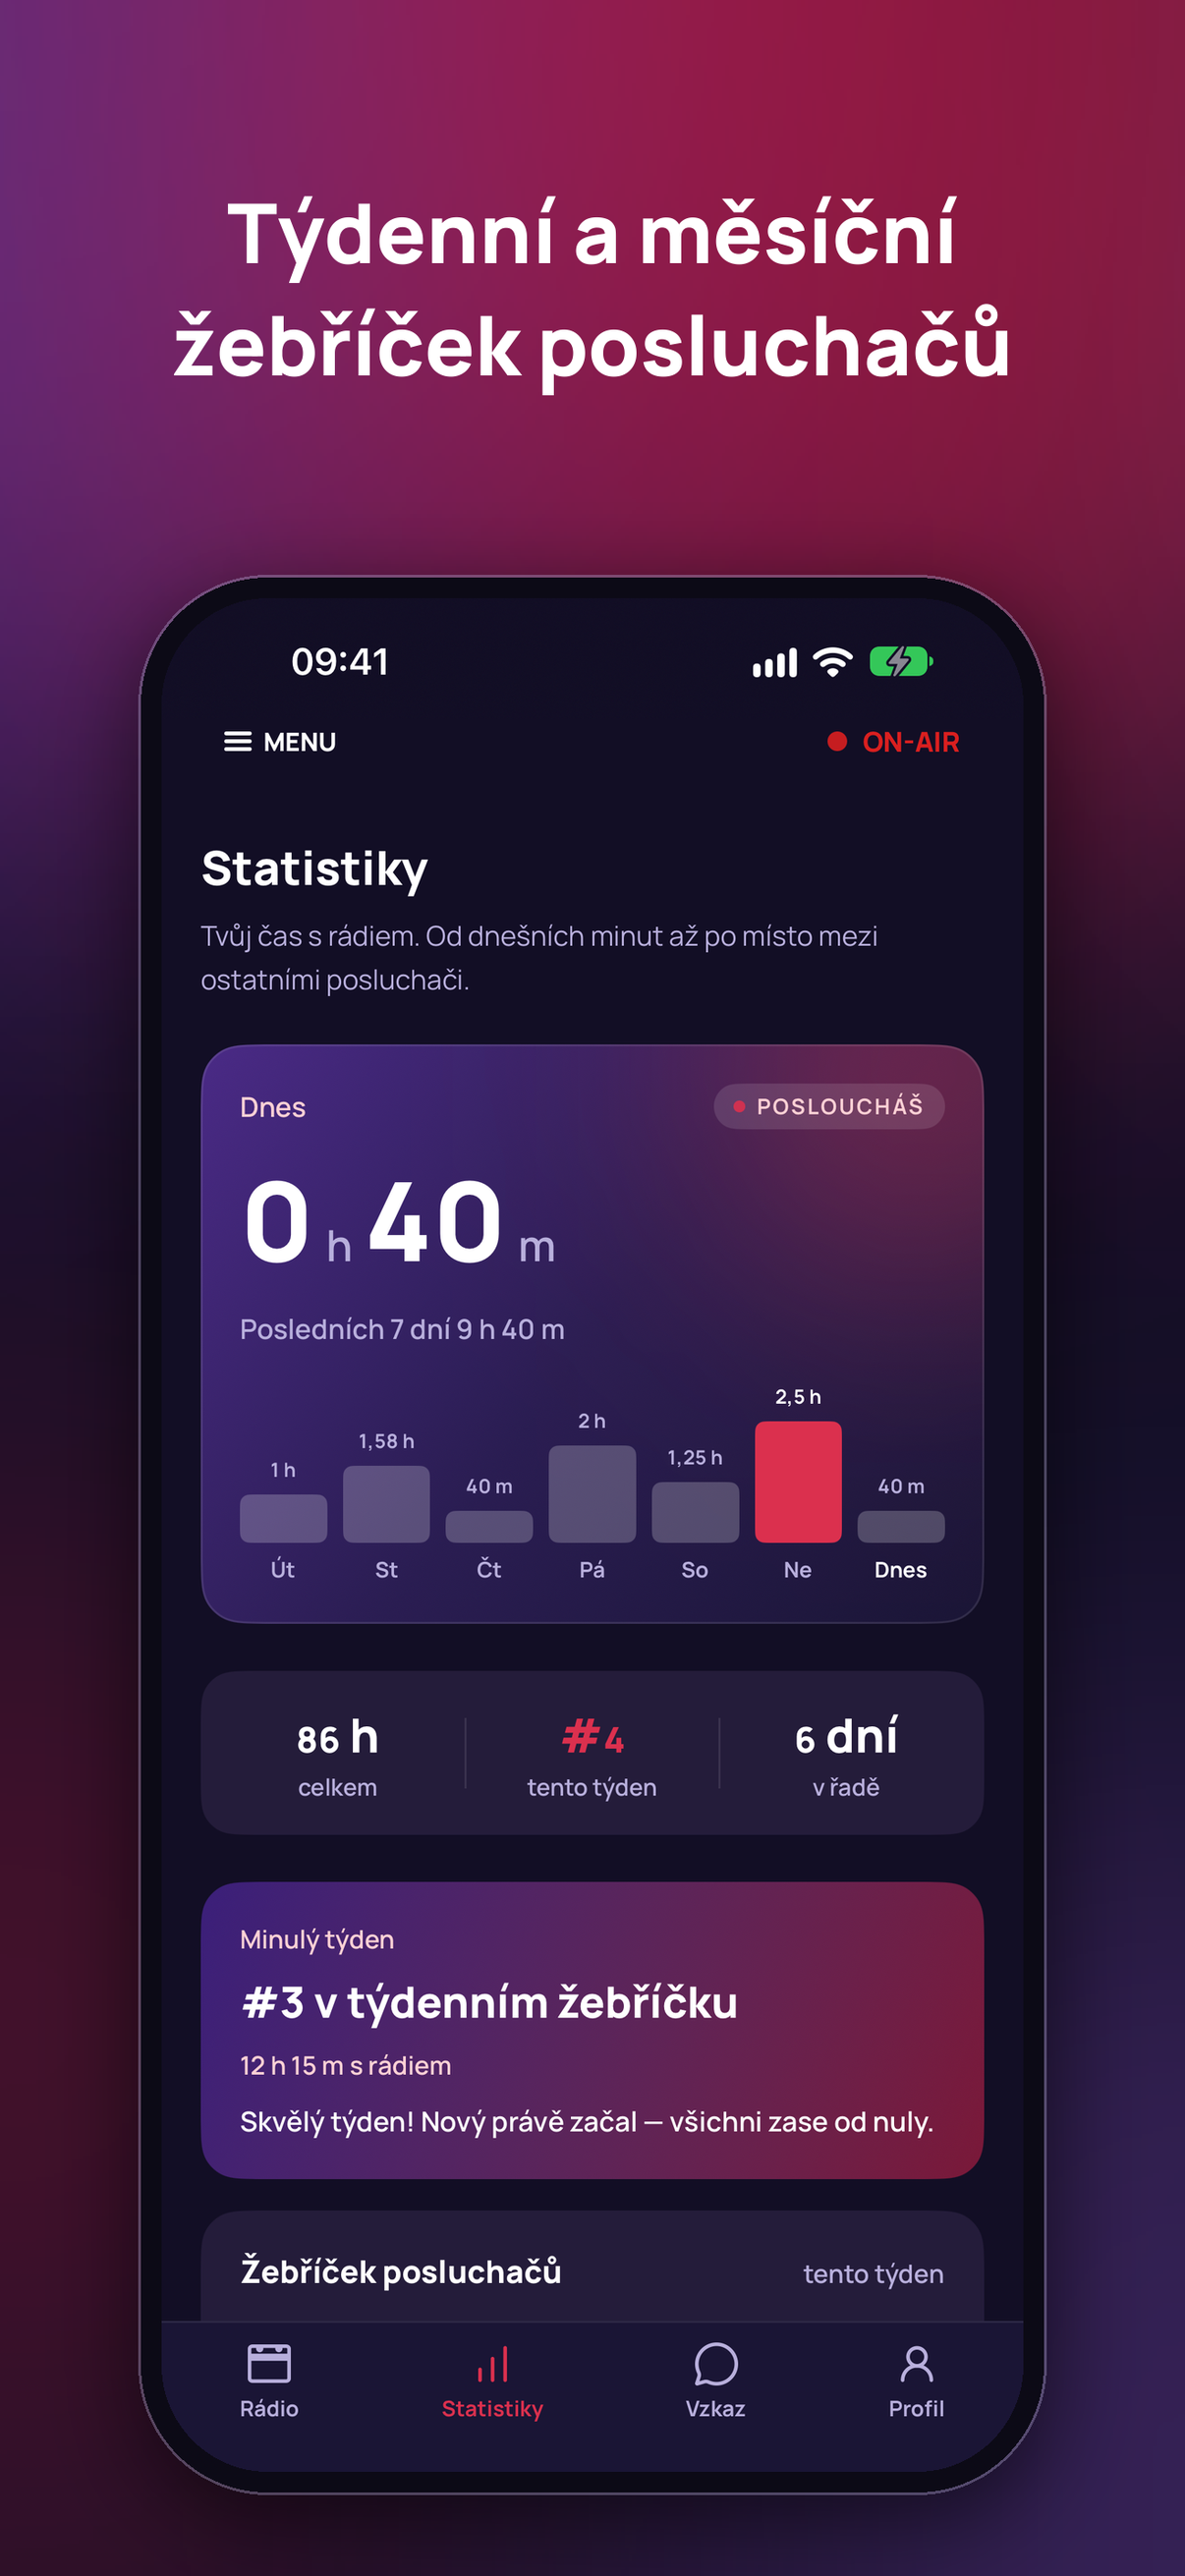 Týdenní a měsíční
žebříček posluchačů
09:41
MENU
ON-AIR
Statistiky
Tvůj čas s rádiem. Od dnešních minut až po místo mezi
ostatními posluchači.
Dnes
POSLOUCHÁŠ
0 h 40 m
Posledních 7 dní 9 h 40 m
1 h
1,58 h
40 m
2 h
1,25 h
2,5 h
40 m
Út
St
Čt
Pá
So
Ne
Dnes
86 h
celkem
#4
tento týden
6 dní
v řadě
Minulý týden
#3 v týdenním žebříčku
12 h 15 m s rádiem
Skvělý týden! Nový právě začal — všichni zase od nuly.
Žebříček posluchačů
tento týden
Rádio
Statistiky
Vzkaz
Profil